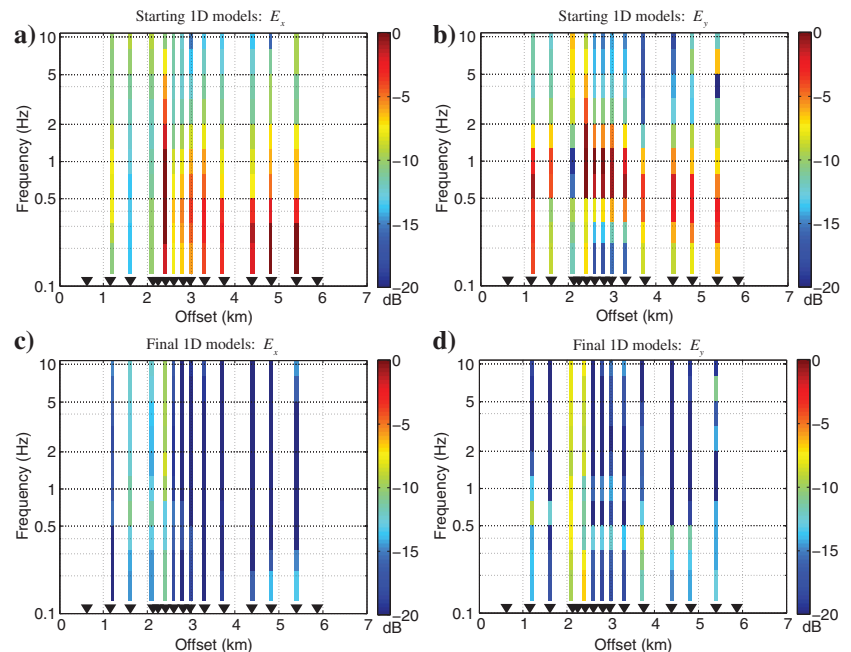 a)
Starting 1D models: Ex
10
5
2
1
0.5
0.1
Frequency (Hz)
0 1 2 3 4 5 6 7
Offset (km)
0
−5
−10
−15
−20
dB
b)
Starting 1D models: Ey
10
5
2
1
0.5
0.1
Frequency (Hz)
0 1 2 3 4 5 6 7
Offset (km)
0
−5
−10
−15
−20
dB
c)
Final 1D models: Ex
10
5
2
1
0.5
0.1
Frequency (Hz)
0 1 2 3 4 5 6 7
Offset (km)
0
−5
−10
−15
−20
dB
d)
Final 1D models: Ey
10
5
2
1
0.5
0.1
Frequency (Hz)
0 1 2 3 4 5 6 7
Offset (km)
0
−5
−10
−15
−20
dB